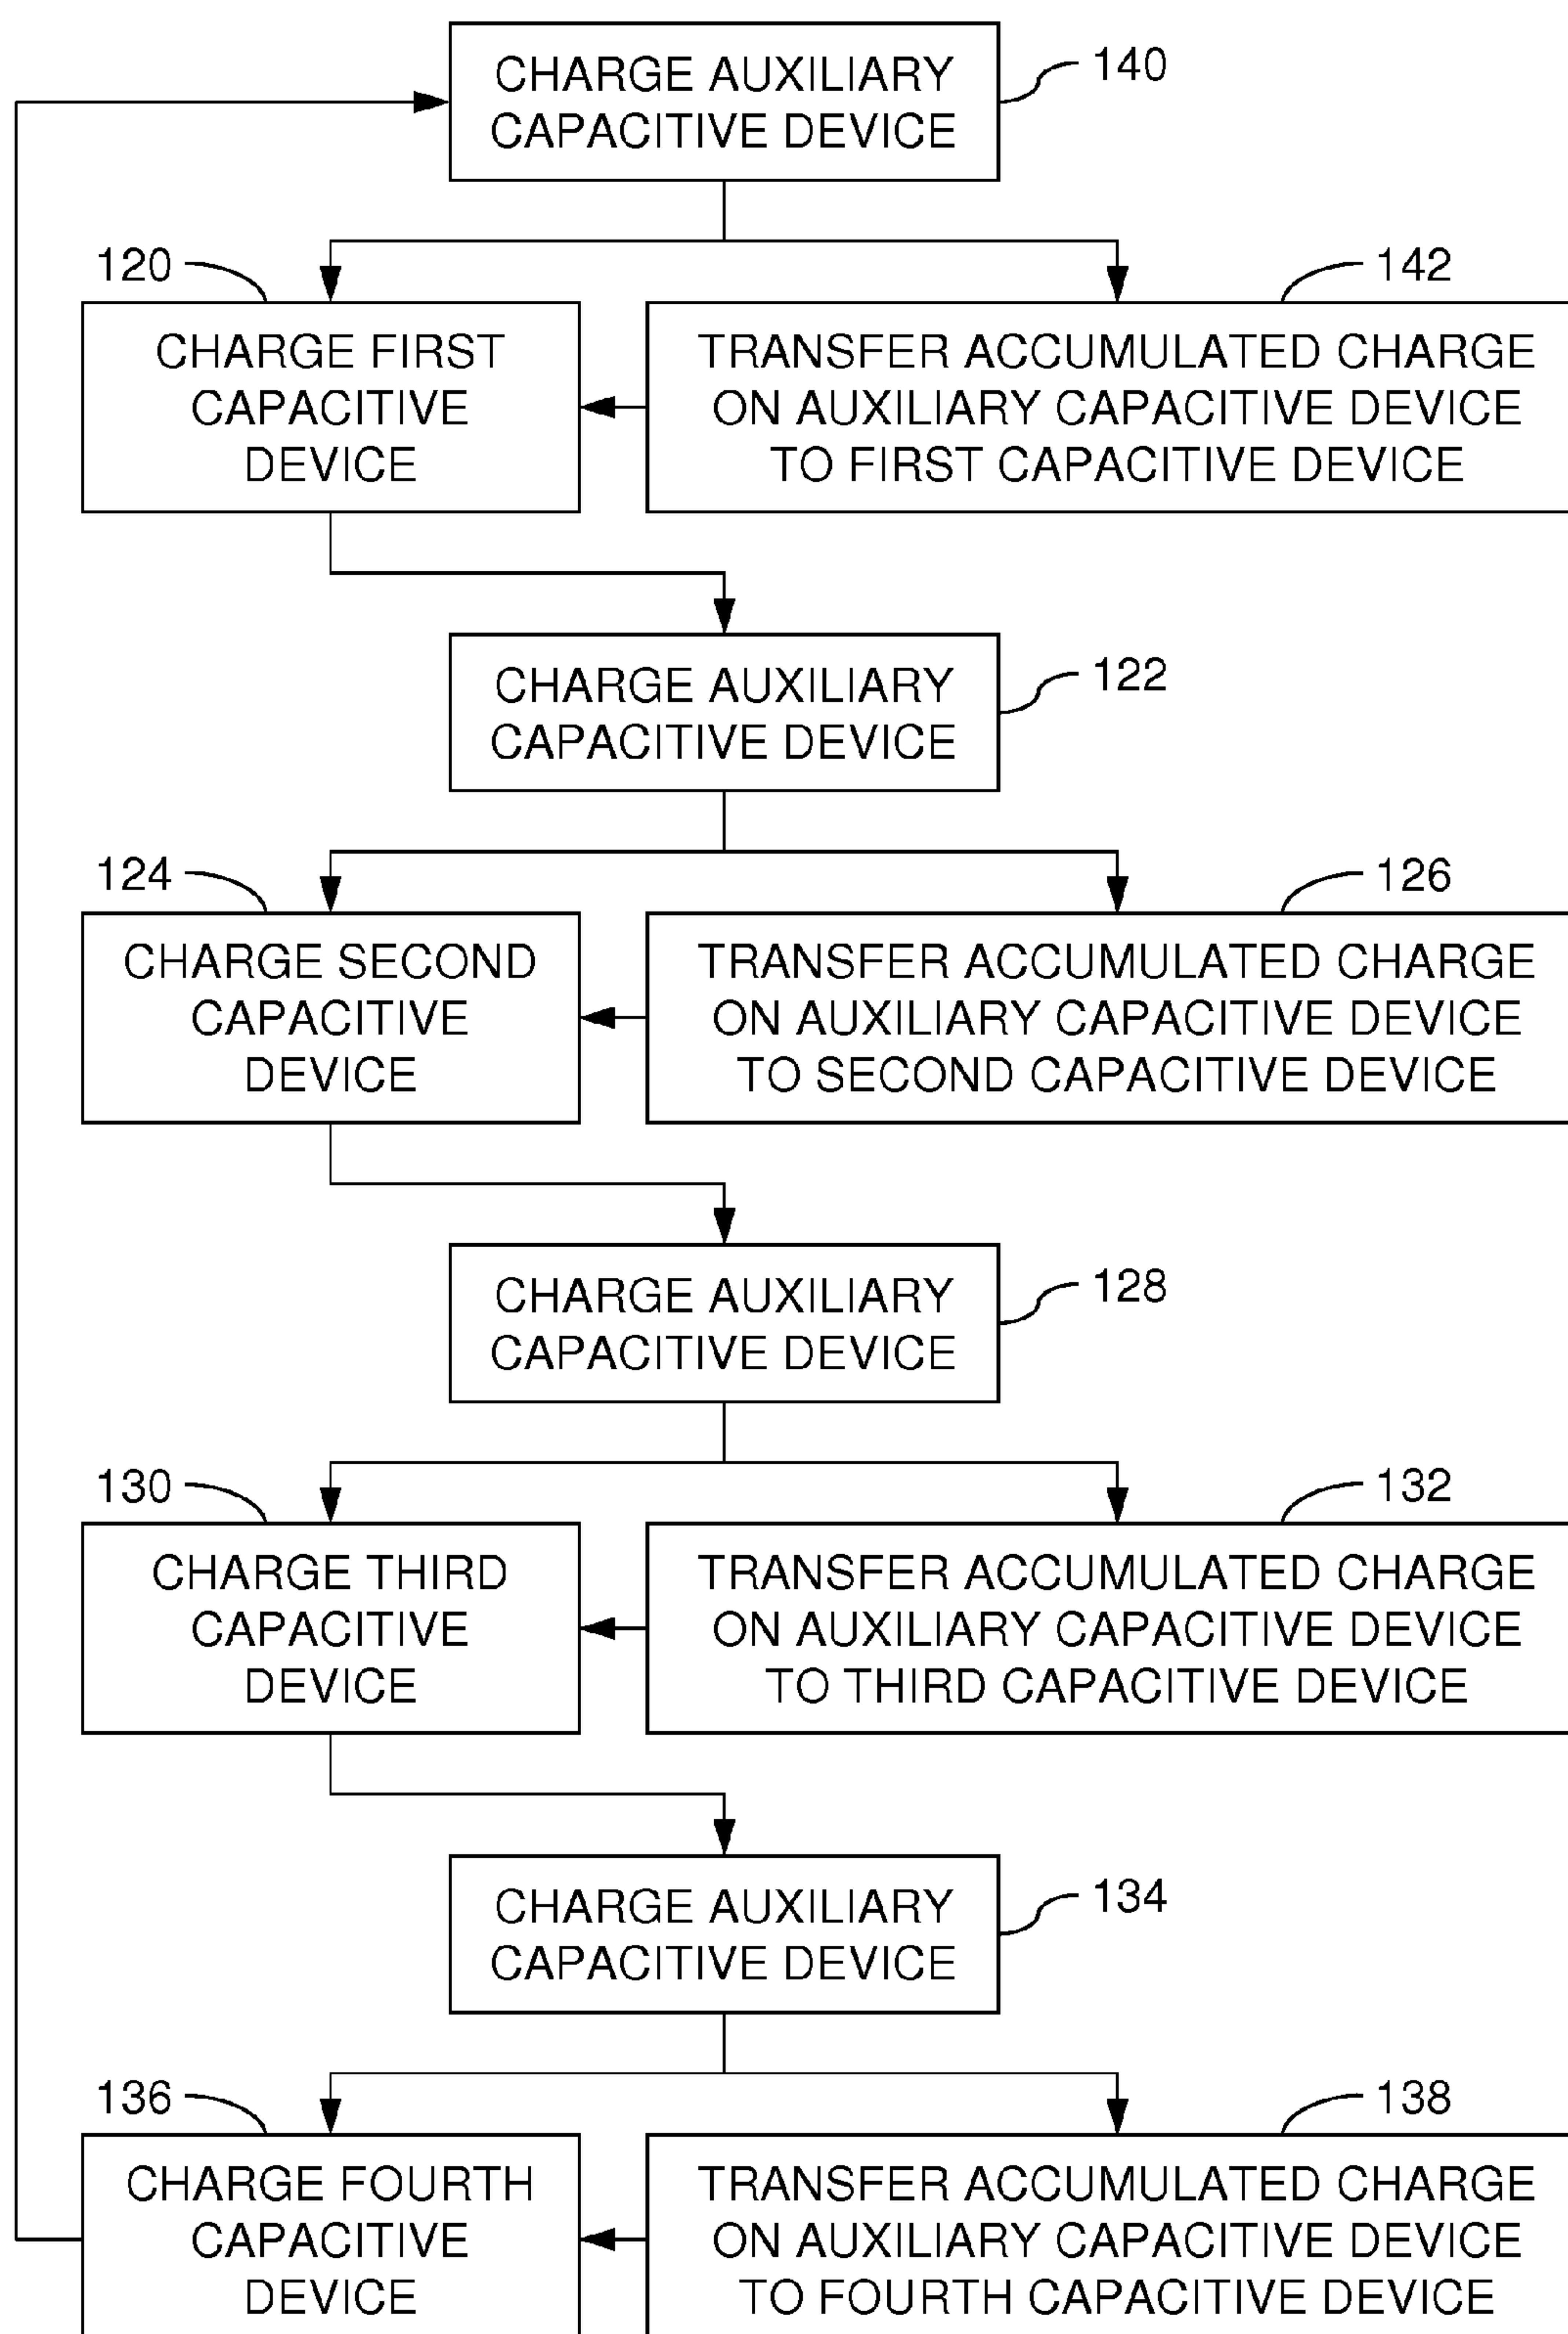 CHARGE AUXILIARY
CAPACITIVE DEVICE
140
120
142
CHARGE FIRST
CAPACITIVE
DEVICE
TRANSFER ACCUMULATED CHARGE
ON AUXILIARY CAPACITIVE DEVICE
TO FIRST CAPACITIVE DEVICE
CHARGE AUXILIARY
CAPACITIVE DEVICE
122
124
126
CHARGE SECOND
CAPACITIVE
DEVICE
TRANSFER ACCUMULATED CHARGE
ON AUXILIARY CAPACITIVE DEVICE
TO SECOND CAPACITIVE DEVICE
CHARGE AUXILIARY
CAPACITIVE DEVICE
128
130
132
CHARGE THIRD
CAPACITIVE
DEVICE
TRANSFER ACCUMULATED CHARGE
ON AUXILIARY CAPACITIVE DEVICE
TO THIRD CAPACITIVE DEVICE
CHARGE AUXILIARY
CAPACITIVE DEVICE
134
136
138
CHARGE FOURTH
CAPACITIVE
DEVICE
TRANSFER ACCUMULATED CHARGE
ON AUXILIARY CAPACITIVE DEVICE
TO FOURTH CAPACITIVE DEVICE